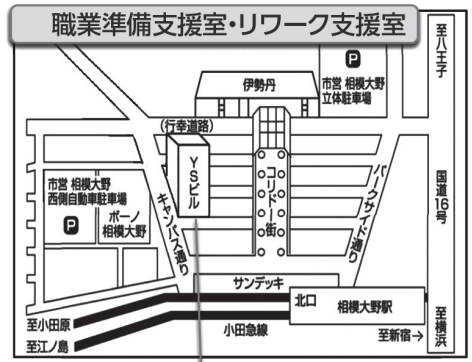 職業準備支援室・リワーク支援室
至八王子
P
市営 相模大野
立体駐車場
伊勢丹
(行幸道路)
YSビル
コリドー街
パークサイド通り
国道16号
市営 相模大野
西側自動車駐車場
P
ボーノ
相模大野
キャンパス通り
サンデッキ
北口
相模大野駅
至小田原
至江ノ島
小田急線
至新宿→
至横浜